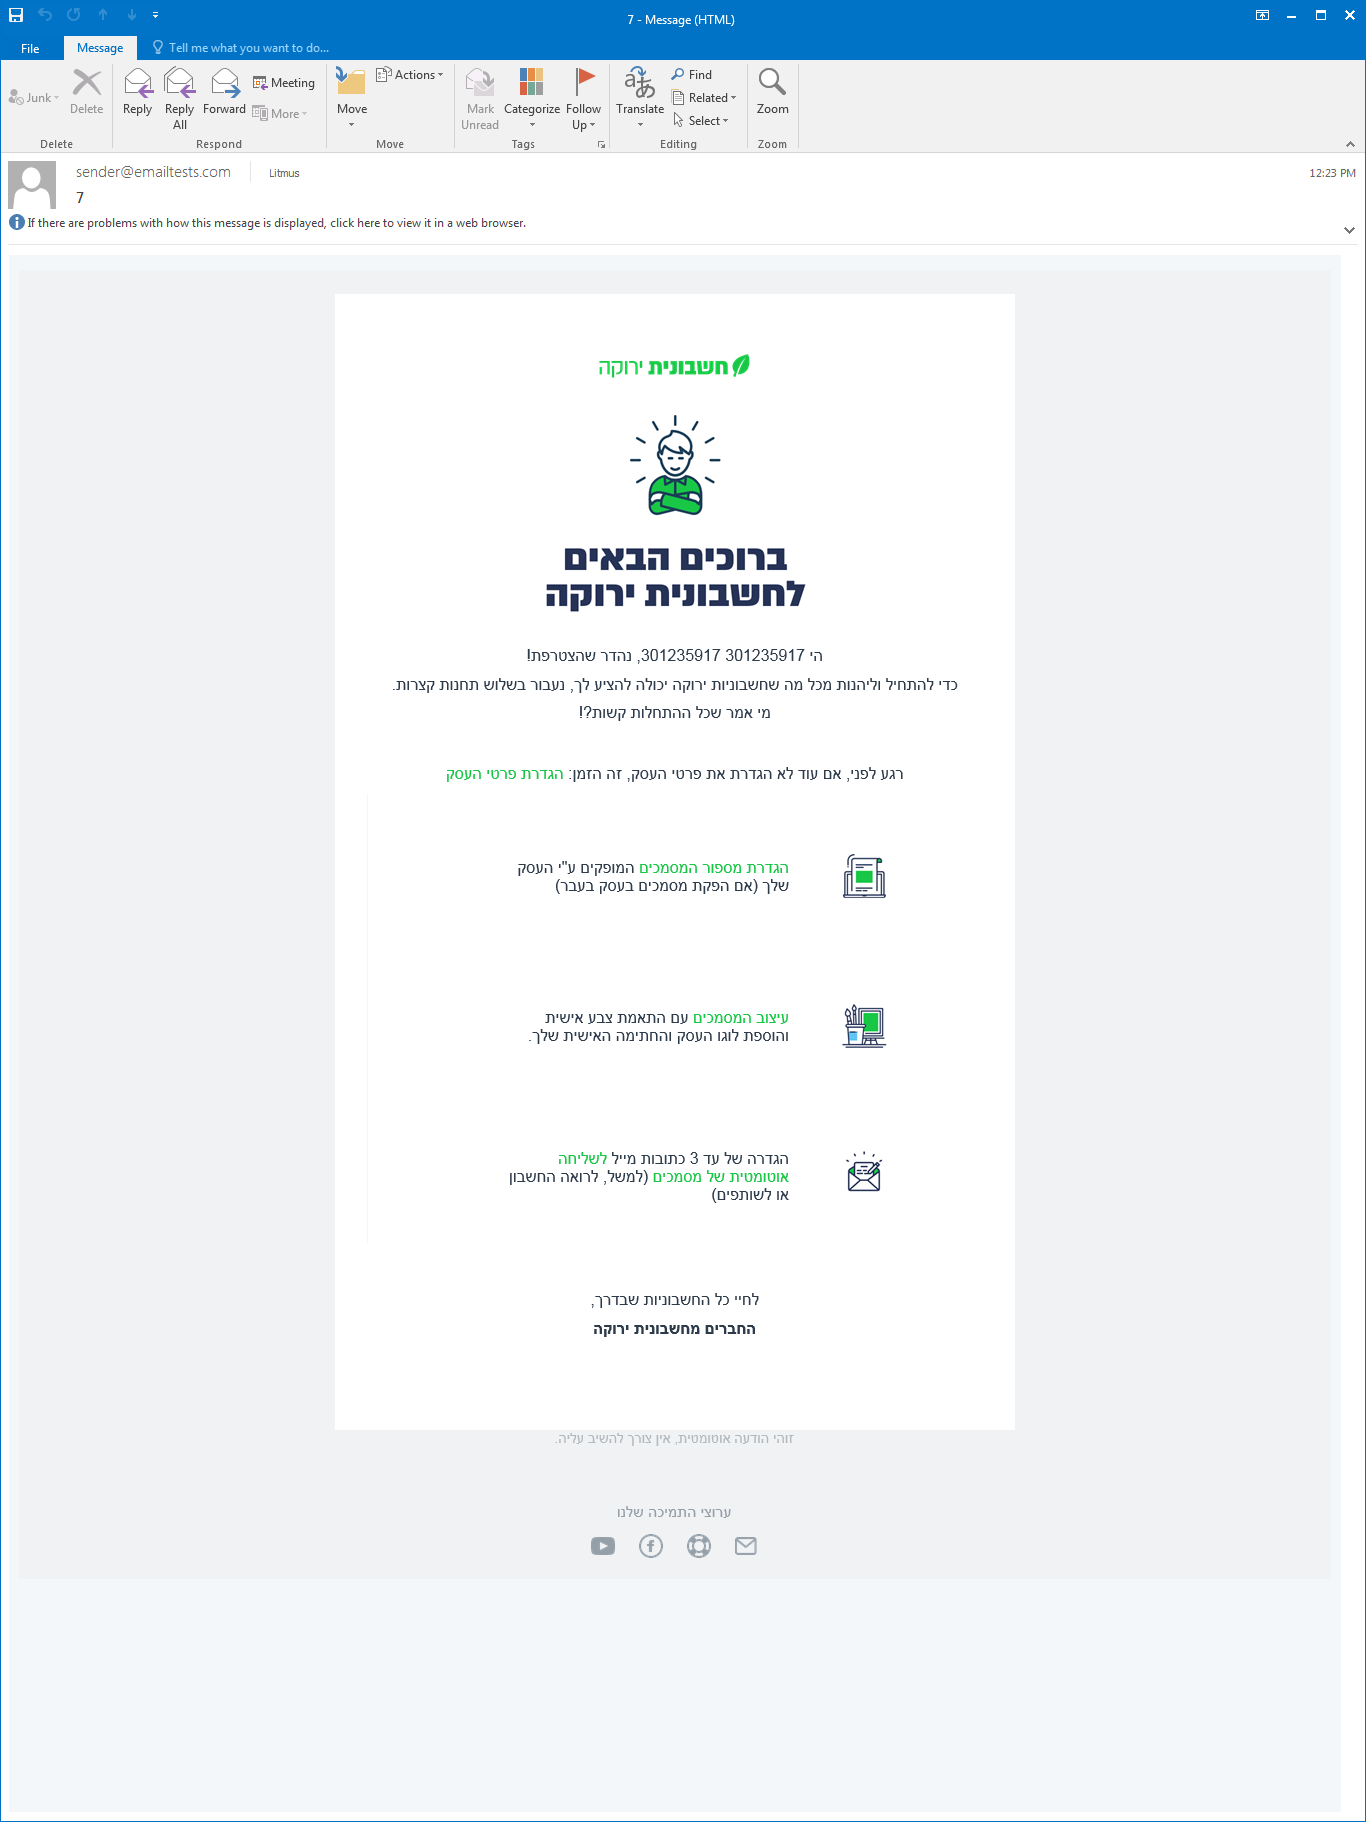 7 - Message (HTML)
File
Message
Tell me what you want to do...
Junk
Delete
Reply
Reply
All
Forward
Meeting
More
Move
Actions
Mark
Unread
Categorize
Follow
Up
Translate
Find
Related
Select
Zoom
Delete
Respond
Move
Tags
Editing
Zoom
sender@emailtests.com
Litmus
12:23 PM
7
If there are problems with how this message is displayed, click here to view it in a web browser.
חשבונית ירוקה
ברוכים הבאים
לחשבונית ירוקה
הי 301235917 301235917, נהדר שהצטרפת!
כדי להתחיל וליהנות מכל מה שחשבוניות ירוקה יכולה להציע לך, נעבור בשלוש תחנות קצרות.
מי אמר שכל ההתחלות קשות?!
רגע לפני, אם עוד לא הגדרת את פרטי העסק, זה הזמן: הגדרת פרטי העסק
הגדרת מספור המסמכים המופקים ע"י העסק
שלך (אם הפקת מסמכים בעסק בעבר)
עיצוב המסמכים עם התאמת צבע אישית
והוספת לוגו העסק והחתימה האישית שלך.
הגדרה של עד 3 כתובות מייל לשליחה
אוטומטית של מסמכים (למשל, לרואה החשבון
או לשותפים)
לחיי כל החשבוניות שבדרך,
החברים מחשבונית ירוקה
זוהי הודעה אוטומטית, אין צורך להשיב עליה.
ערוצי התמיכה שלנו